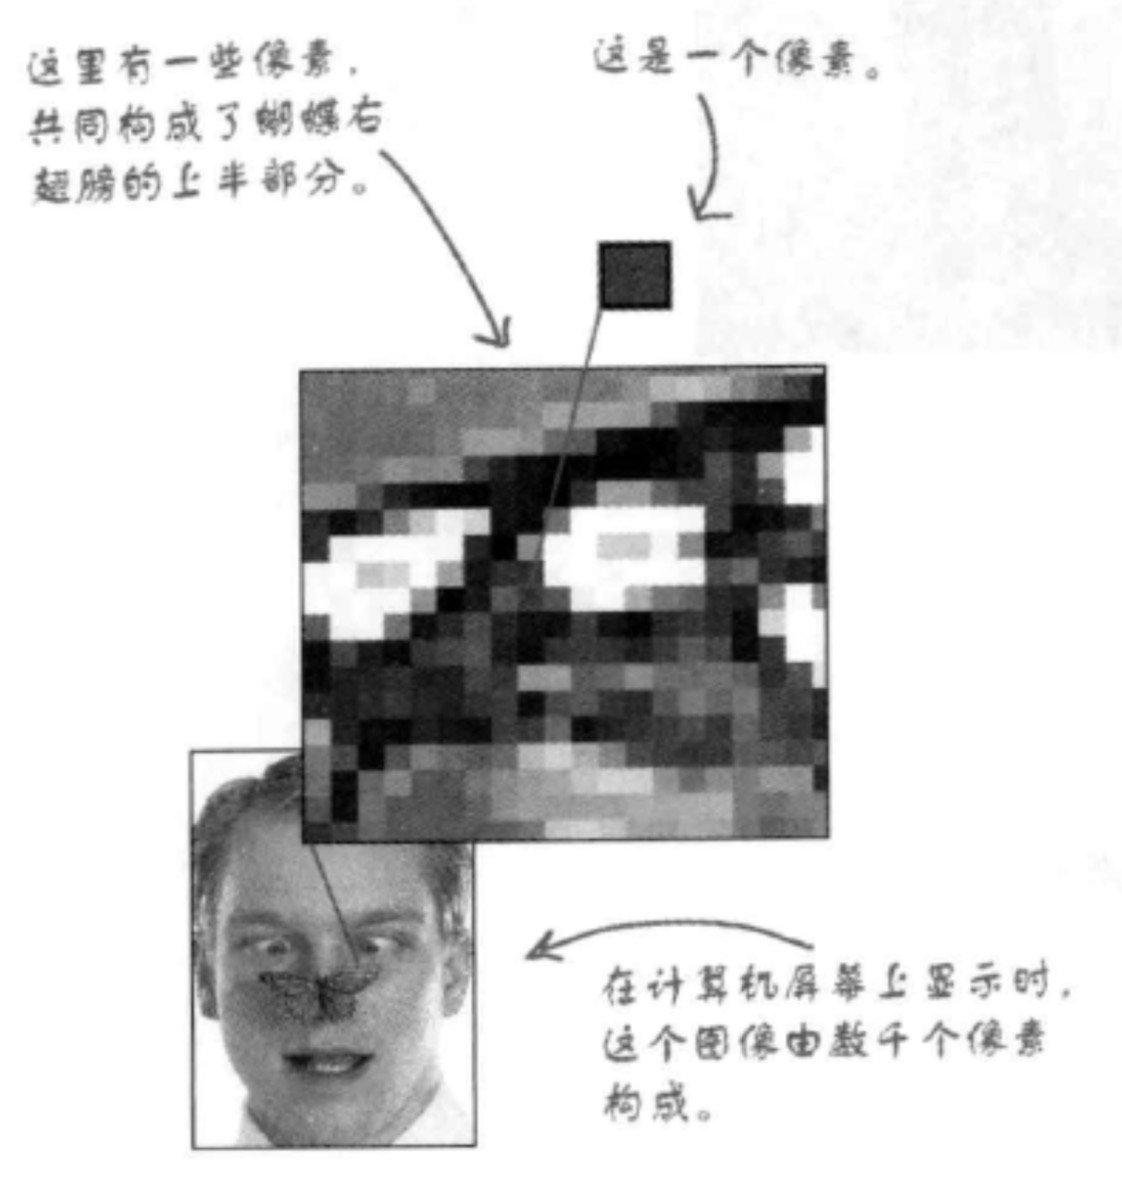 这里有一些像素，
共同构成了蝴蝶右
翅膀的上半部分。
这是一个像素。
在计算机屏幕上显示时，
这个图像由数千个像素
构成。